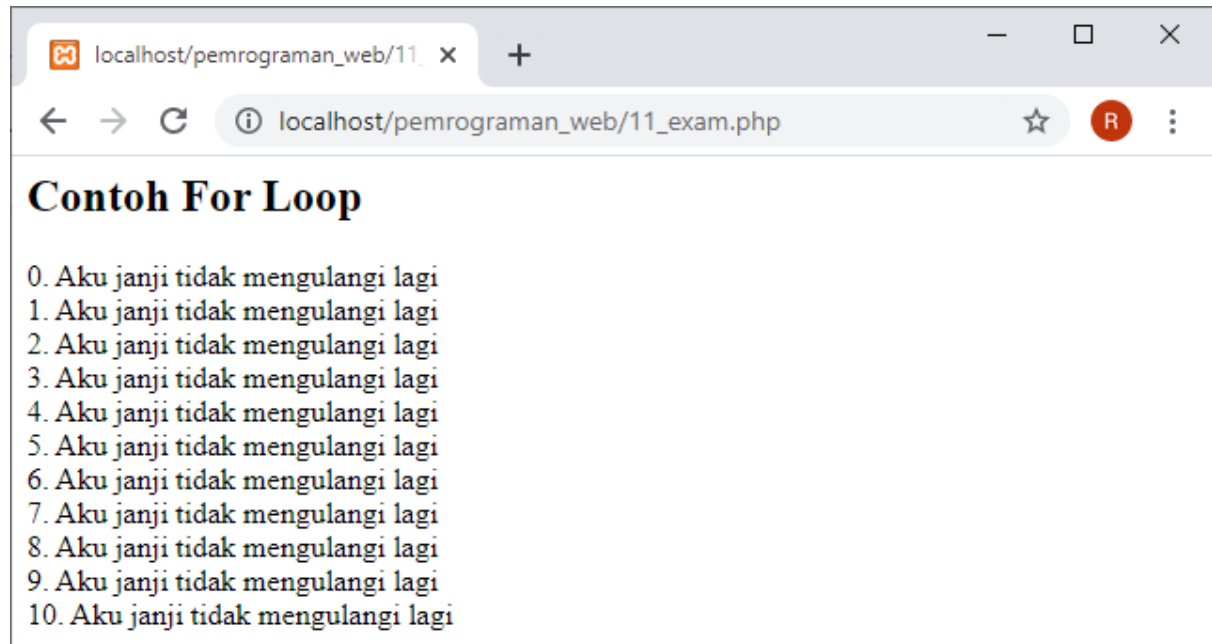 localhost/pemrograman_web/11_
localhost/pemrograman_web/11_exam.php
R
Contoh For Loop
0. Aku janji tidak mengulangi lagi
1. Aku janji tidak mengulangi lagi
2. Aku janji tidak mengulangi lagi
3. Aku janji tidak mengulangi lagi
4. Aku janji tidak mengulangi lagi
5. Aku janji tidak mengulangi lagi
6. Aku janji tidak mengulangi lagi
7. Aku janji tidak mengulangi lagi
8. Aku janji tidak mengulangi lagi
9. Aku janji tidak mengulangi lagi
10. Aku janji tidak mengulangi lagi